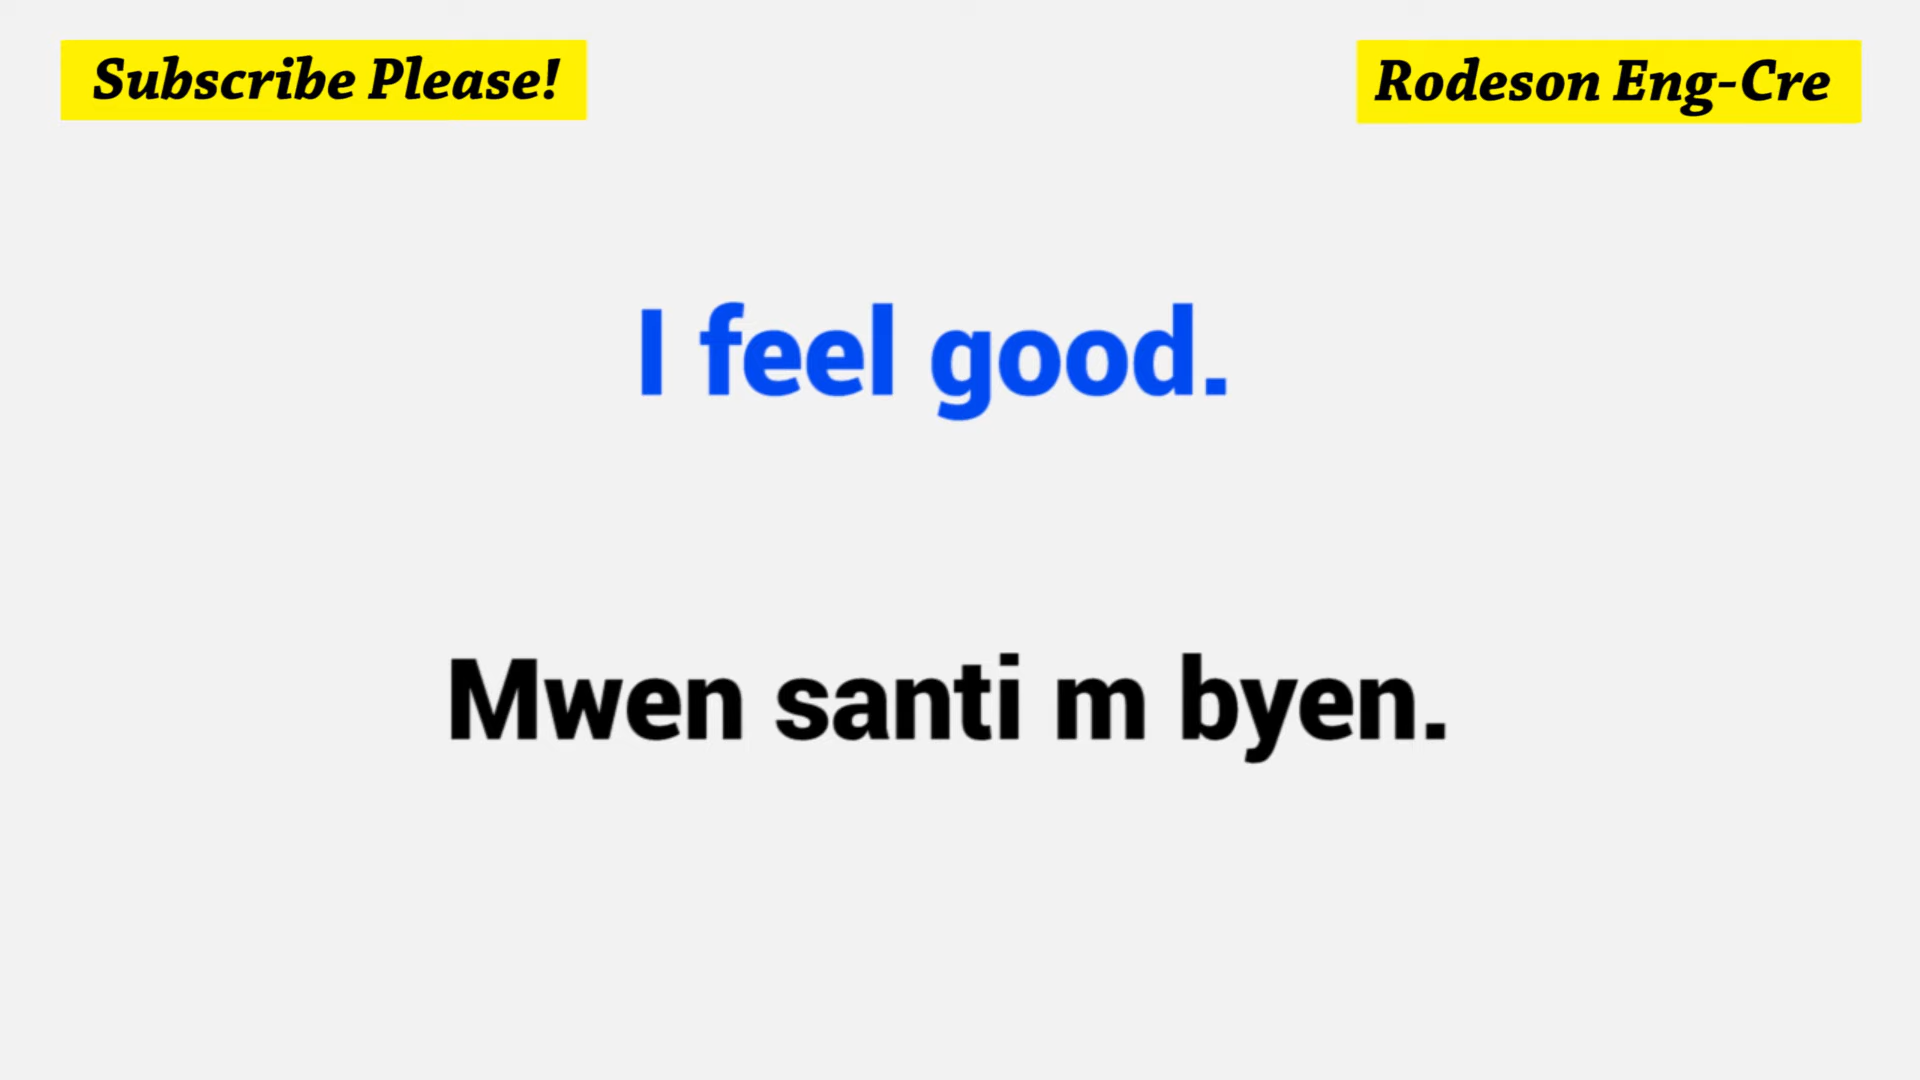 Subscribe Please!
Rodeson Eng-Cre
I feel good.
Mwen santi m byen.